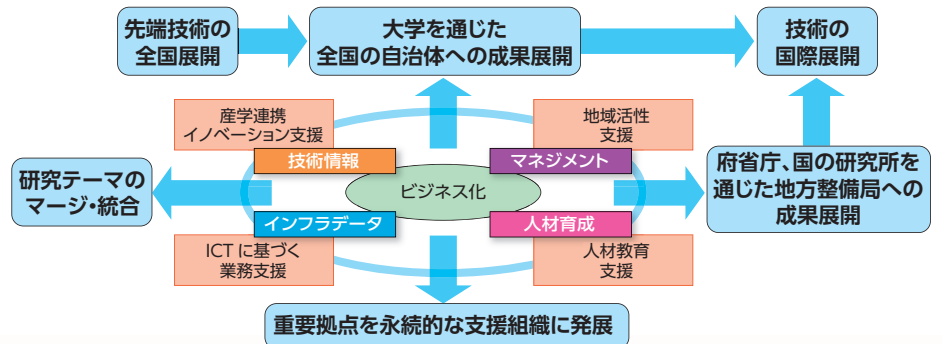 先端技術の
全国展開
大学を通じた
全国の自治体への成果展開
技術の
国際展開
産学連携
イノベーション支援
地域活性
支援
技術情報
マネジメント
研究テーマの
マージ・統合
ビジネス化
府省庁、国の研究所を
通じた地方整備局への
成果展開
インフラデータ
人材育成
ICTに基づく
業務支援
人材教育
支援
重要拠点を永続的な支援組織に発展